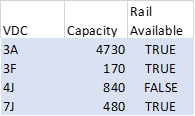 VDC Capacity Rail Available
3A 4730 TRUE
3F 170 TRUE
4J 840 FALSE
7J 480 TRUE